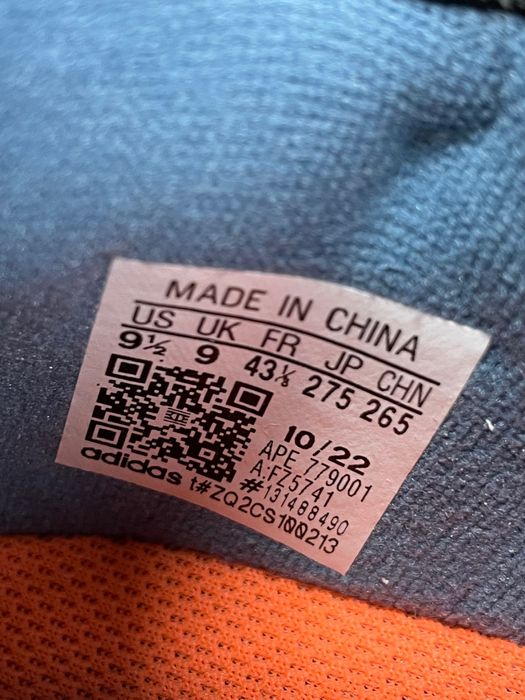 MADE IN CHINA
US UK FR JP CHN
9½ 9 43⅓ 275 265
10/22
APE 779001
A:FZ5741
#131488490
adidas t#ZQ2CS100213